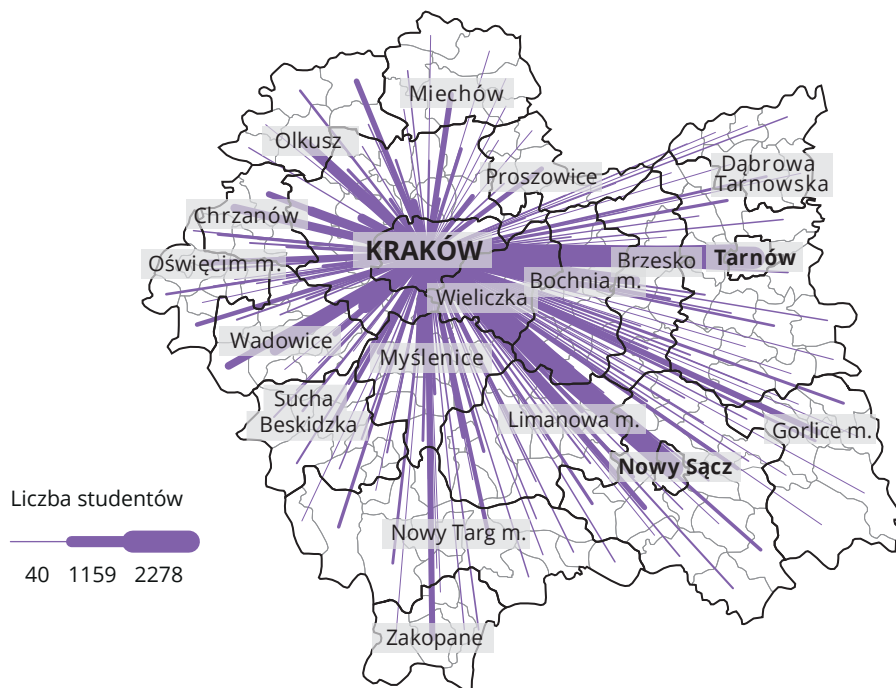 Miechów
Olkusz
Proszowice
Dąbrowa
Tarnowska
Chrzanów
KRAKÓW
Oświęcim m.
Brzesko
Tarnów
Bochnia m.
Wieliczka
Wadowice
Myślenice
Sucha
Beskidzka
Limanowa m.
Gorlice m.
Nowy Sącz
Liczba studentów
40 1159 2278
Nowy Targ m.
Zakopane